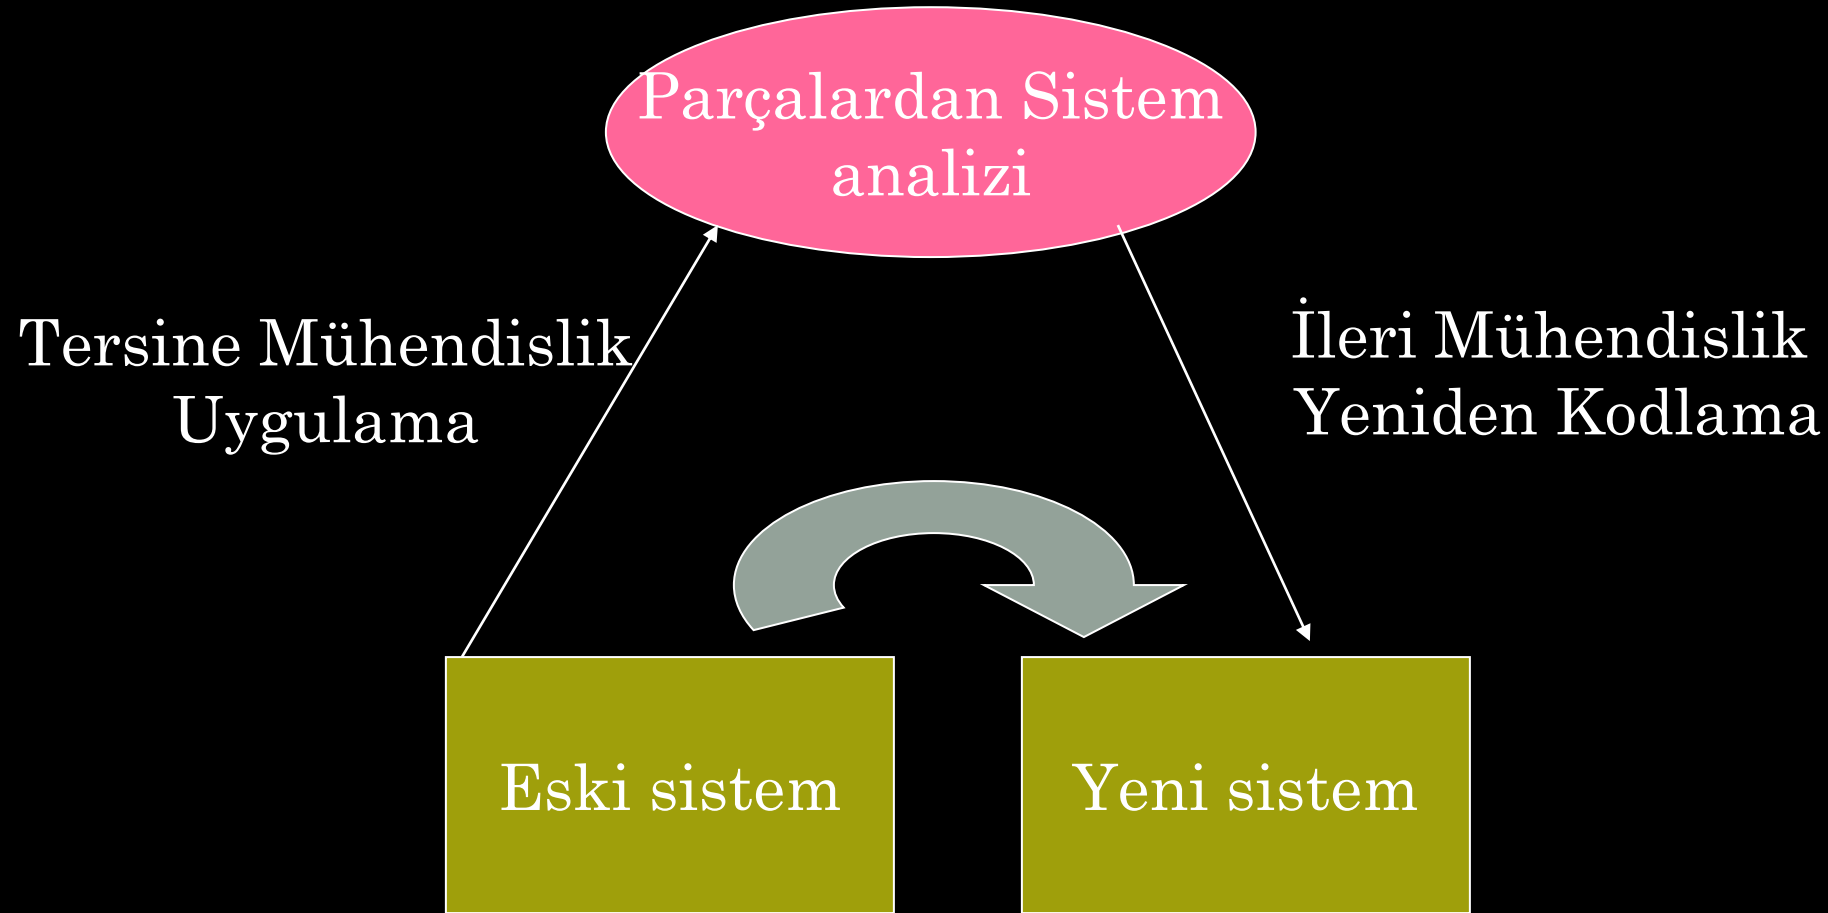 Parçalardan Sistem
analizi
Tersine Mühendislik
Uygulama
İleri Mühendislik
Yeniden Kodlama
Eski sistem
Yeni sistem